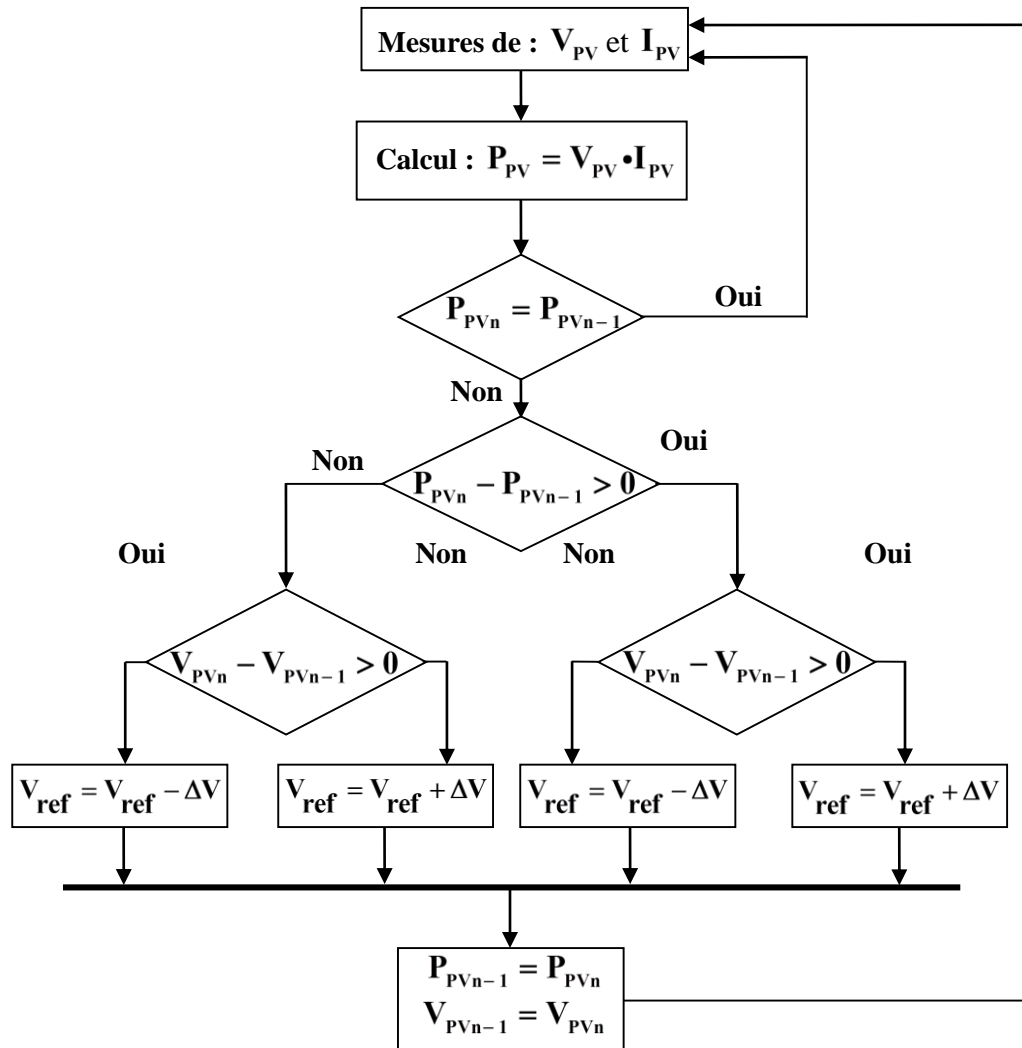 Mesures de : V_PV et I_PV
Calcul : P_PV = V_PV • I_PV
P_PVn = P_PVn−1
Oui
Non
Non
Oui
P_PVn − P_PVn−1 > 0
Oui
Non
Non
Oui
V_PVn − V_PVn−1 > 0
V_PVn − V_PVn−1 > 0
V_ref = V_ref − ΔV
V_ref = V_ref + ΔV
V_ref = V_ref − ΔV
V_ref = V_ref + ΔV
P_PVn−1 = P_PVn
V_PVn−1 = V_PVn